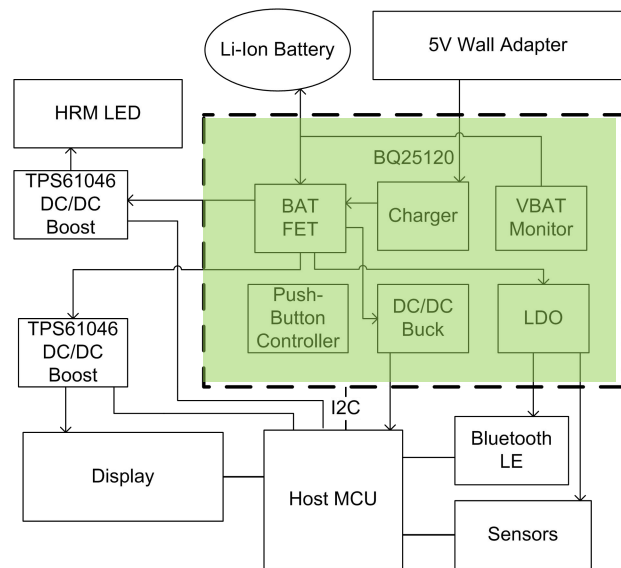 Li-Ion Battery
5V Wall Adapter
HRM LED
BQ25120
TPS61046
DC/DC
Boost
BAT
FET
Charger
VBAT
Monitor
TPS61046
DC/DC
Boost
Push-
Button
Controller
DC/DC
Buck
LDO
I2C
Display
Host MCU
Bluetooth
LE
Sensors